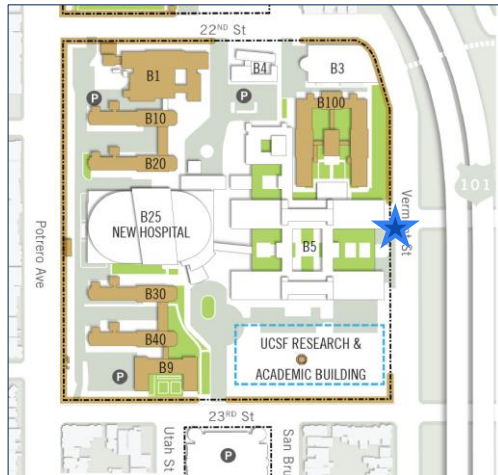 22ND St
B1
B4
B3
P
P
B10
B100
B20
101
Potrero Ave
B25
NEW HOSPITAL
B5
B30
B40
UCSF RESEARCH &
ACADEMIC BUILDING
B9
P
23RD St
Utah St
P